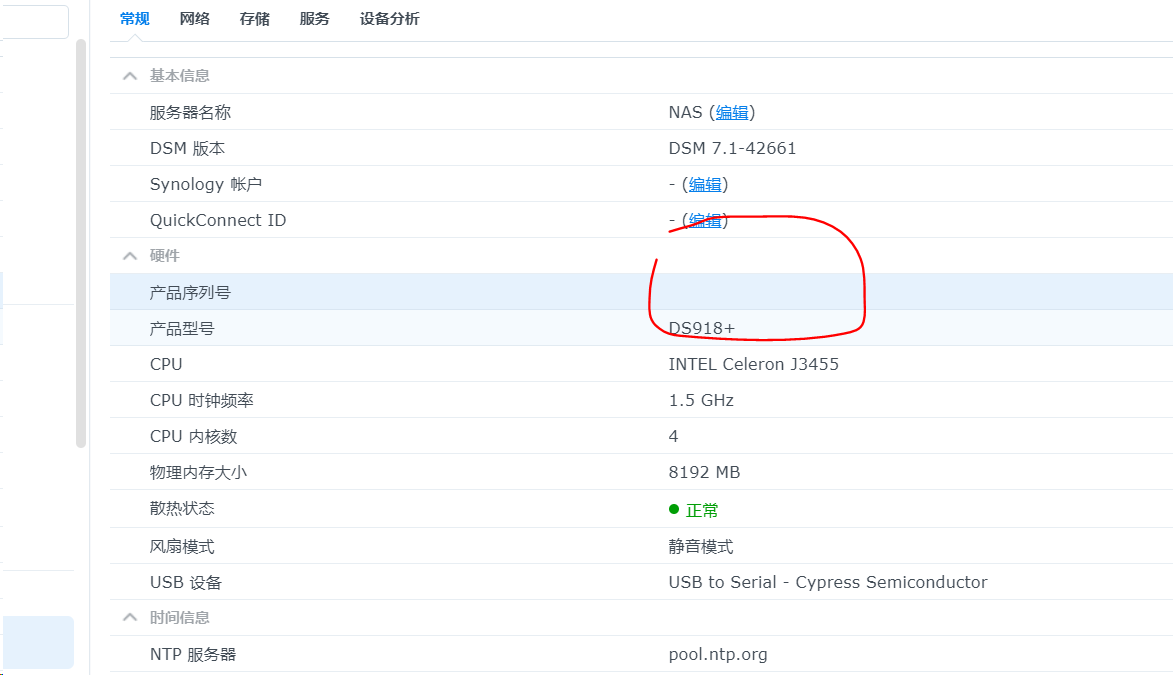 常规 网络 存储 服务 设备分析
基本信息
服务器名称 NAS (编辑)
DSM 版本 DSM 7.1-42661
Synology 帐户 - (编辑)
QuickConnect ID - (编辑)
硬件
产品序列号
产品型号 DS918+
CPU INTEL Celeron J3455
CPU 时钟频率 1.5 GHz
CPU 内核数 4
物理内存大小 8192 MB
散热状态 正常
风扇模式 静音模式
USB 设备 USB to Serial - Cypress Semiconductor
时间信息
NTP 服务器 pool.ntp.org